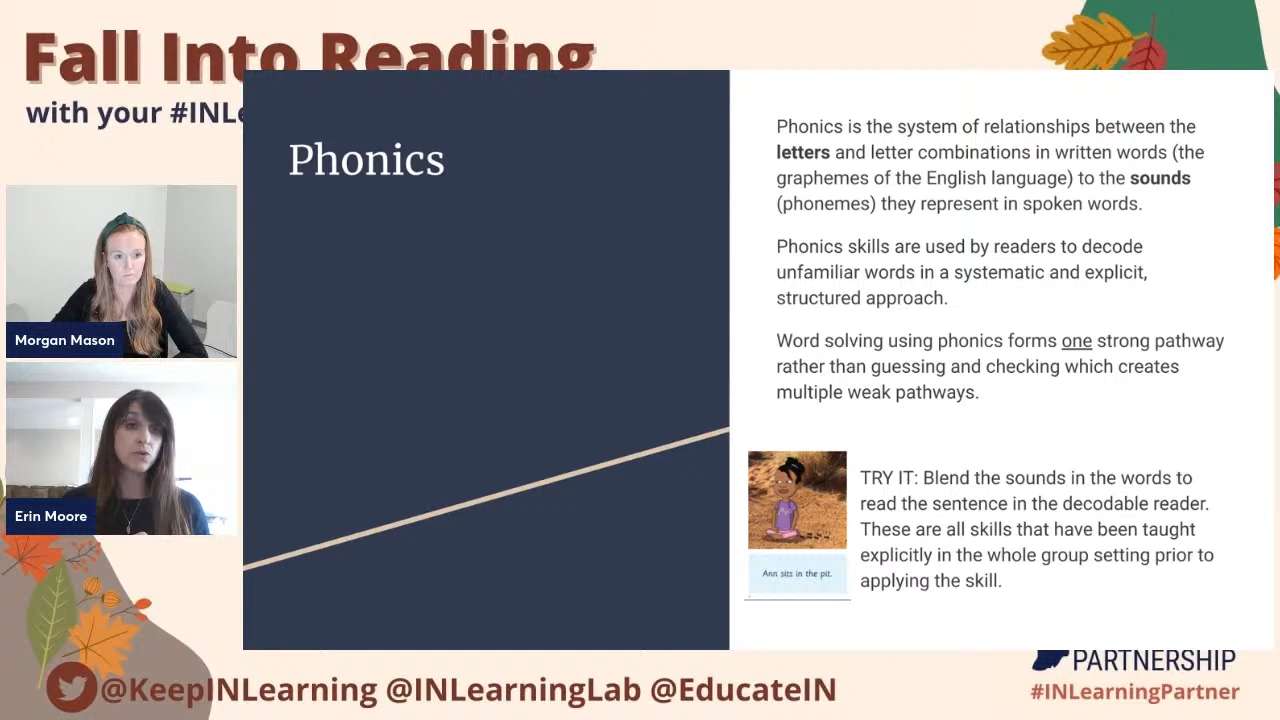 Fall Into Reading
with your #INLe
Phonics
Phonics is the system of relationships between the
letters and letter combinations in written words (the
graphemes of the English language) to the sounds
(phonemes) they represent in spoken words.
Phonics skills are used by readers to decode
unfamiliar words in a systematic and explicit,
structured approach.
Word solving using phonics forms one strong pathway
rather than guessing and checking which creates
multiple weak pathways.
TRY IT: Blend the sounds in the words to
read the sentence in the decodable reader.
These are all skills that have been taught
explicitly in the whole group setting prior to
applying the skill.
Ann sits in the pit.
Morgan Mason
Erin Moore
@KeepINLearning @INLearningLab @EducateIN
PARTNERSHIP
#INLearningPartner